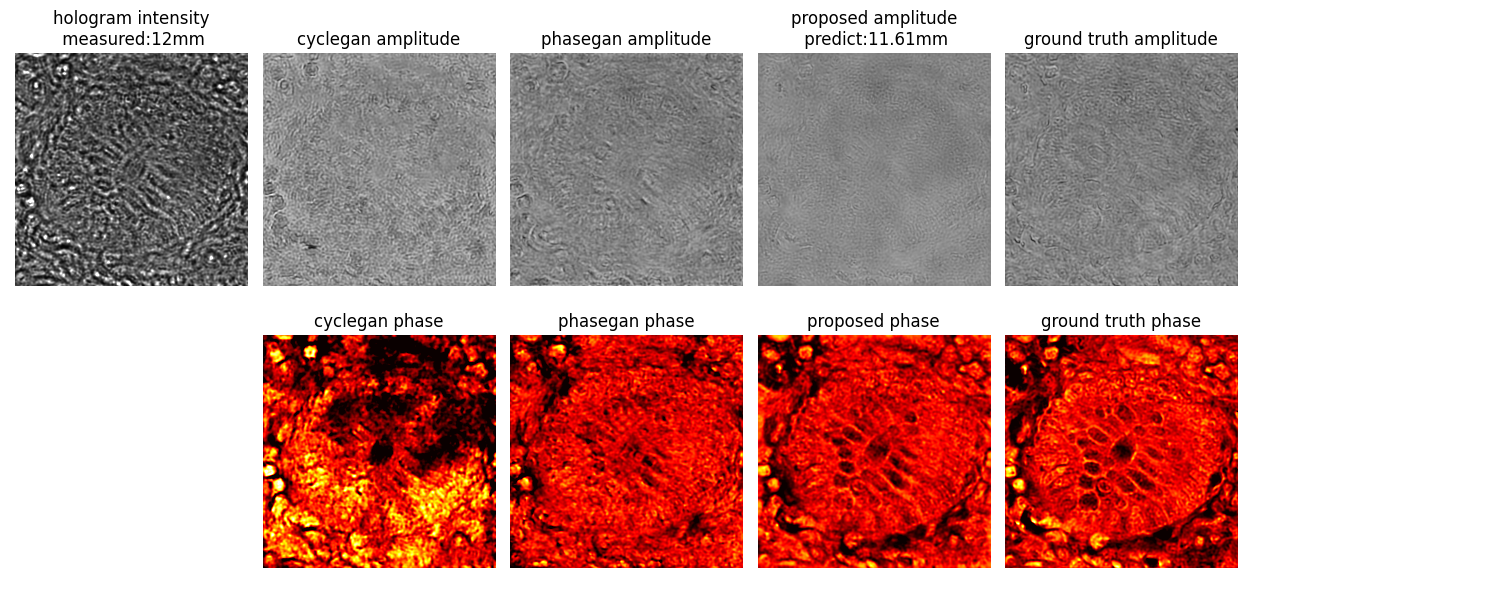 hologram intensity
measured:12mm
cyclegan amplitude
phasegan amplitude
proposed amplitude
predict:11.61mm
ground truth amplitude
cyclegan phase
phasegan phase
proposed phase
ground truth phase